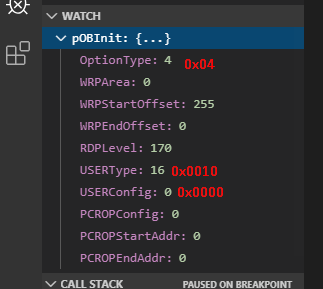 WATCH
pOBInit: {...}
OptionType: 4 0x04
WRPArea: 0
WRPStartOffset: 255
WRPEndOffset: 0
RDPLevel: 170
USERType: 16 0x0010
USERConfig: 0 0x0000
PCROPConfig: 0
PCROPStartAddr: 0
PCROPEndAddr: 0
CALL STACK PAUSED ON BREAKPOINT